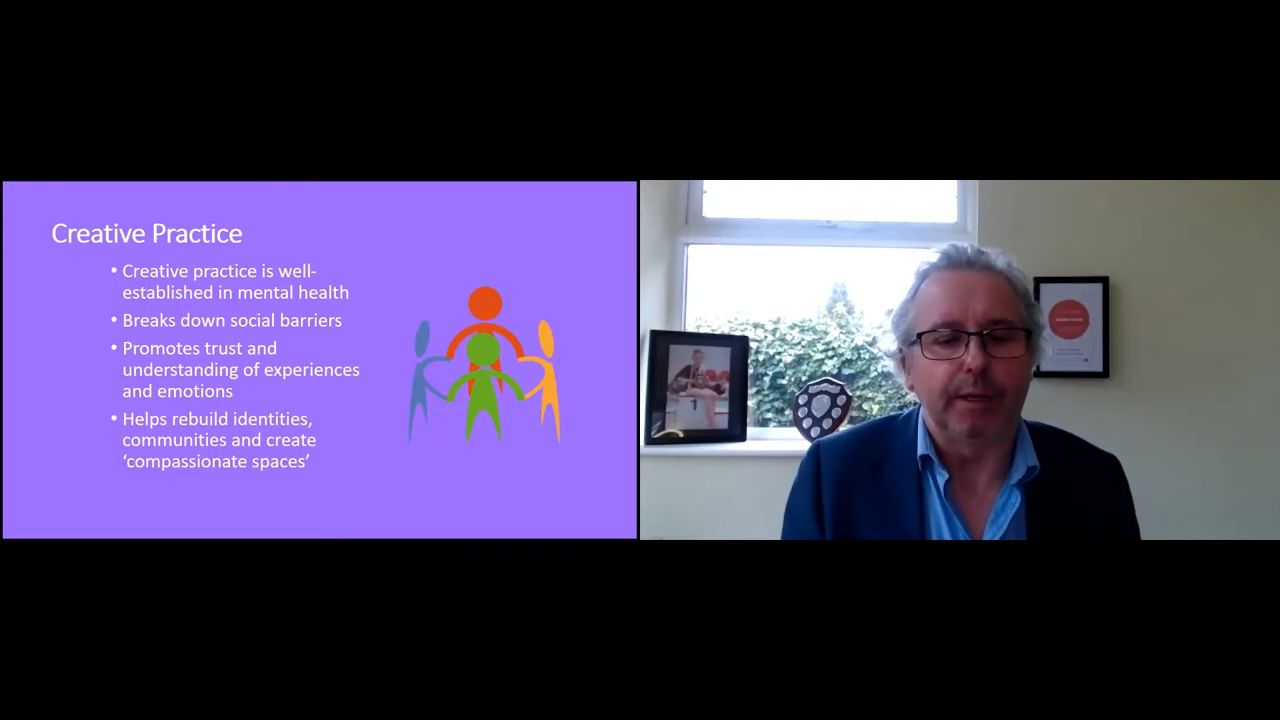 Creative Practice
• Creative practice is well-
established in mental health
• Breaks down social barriers
• Promotes trust and
understanding of experiences
and emotions
• Helps rebuild identities,
communities and create
‘compassionate spaces’
1